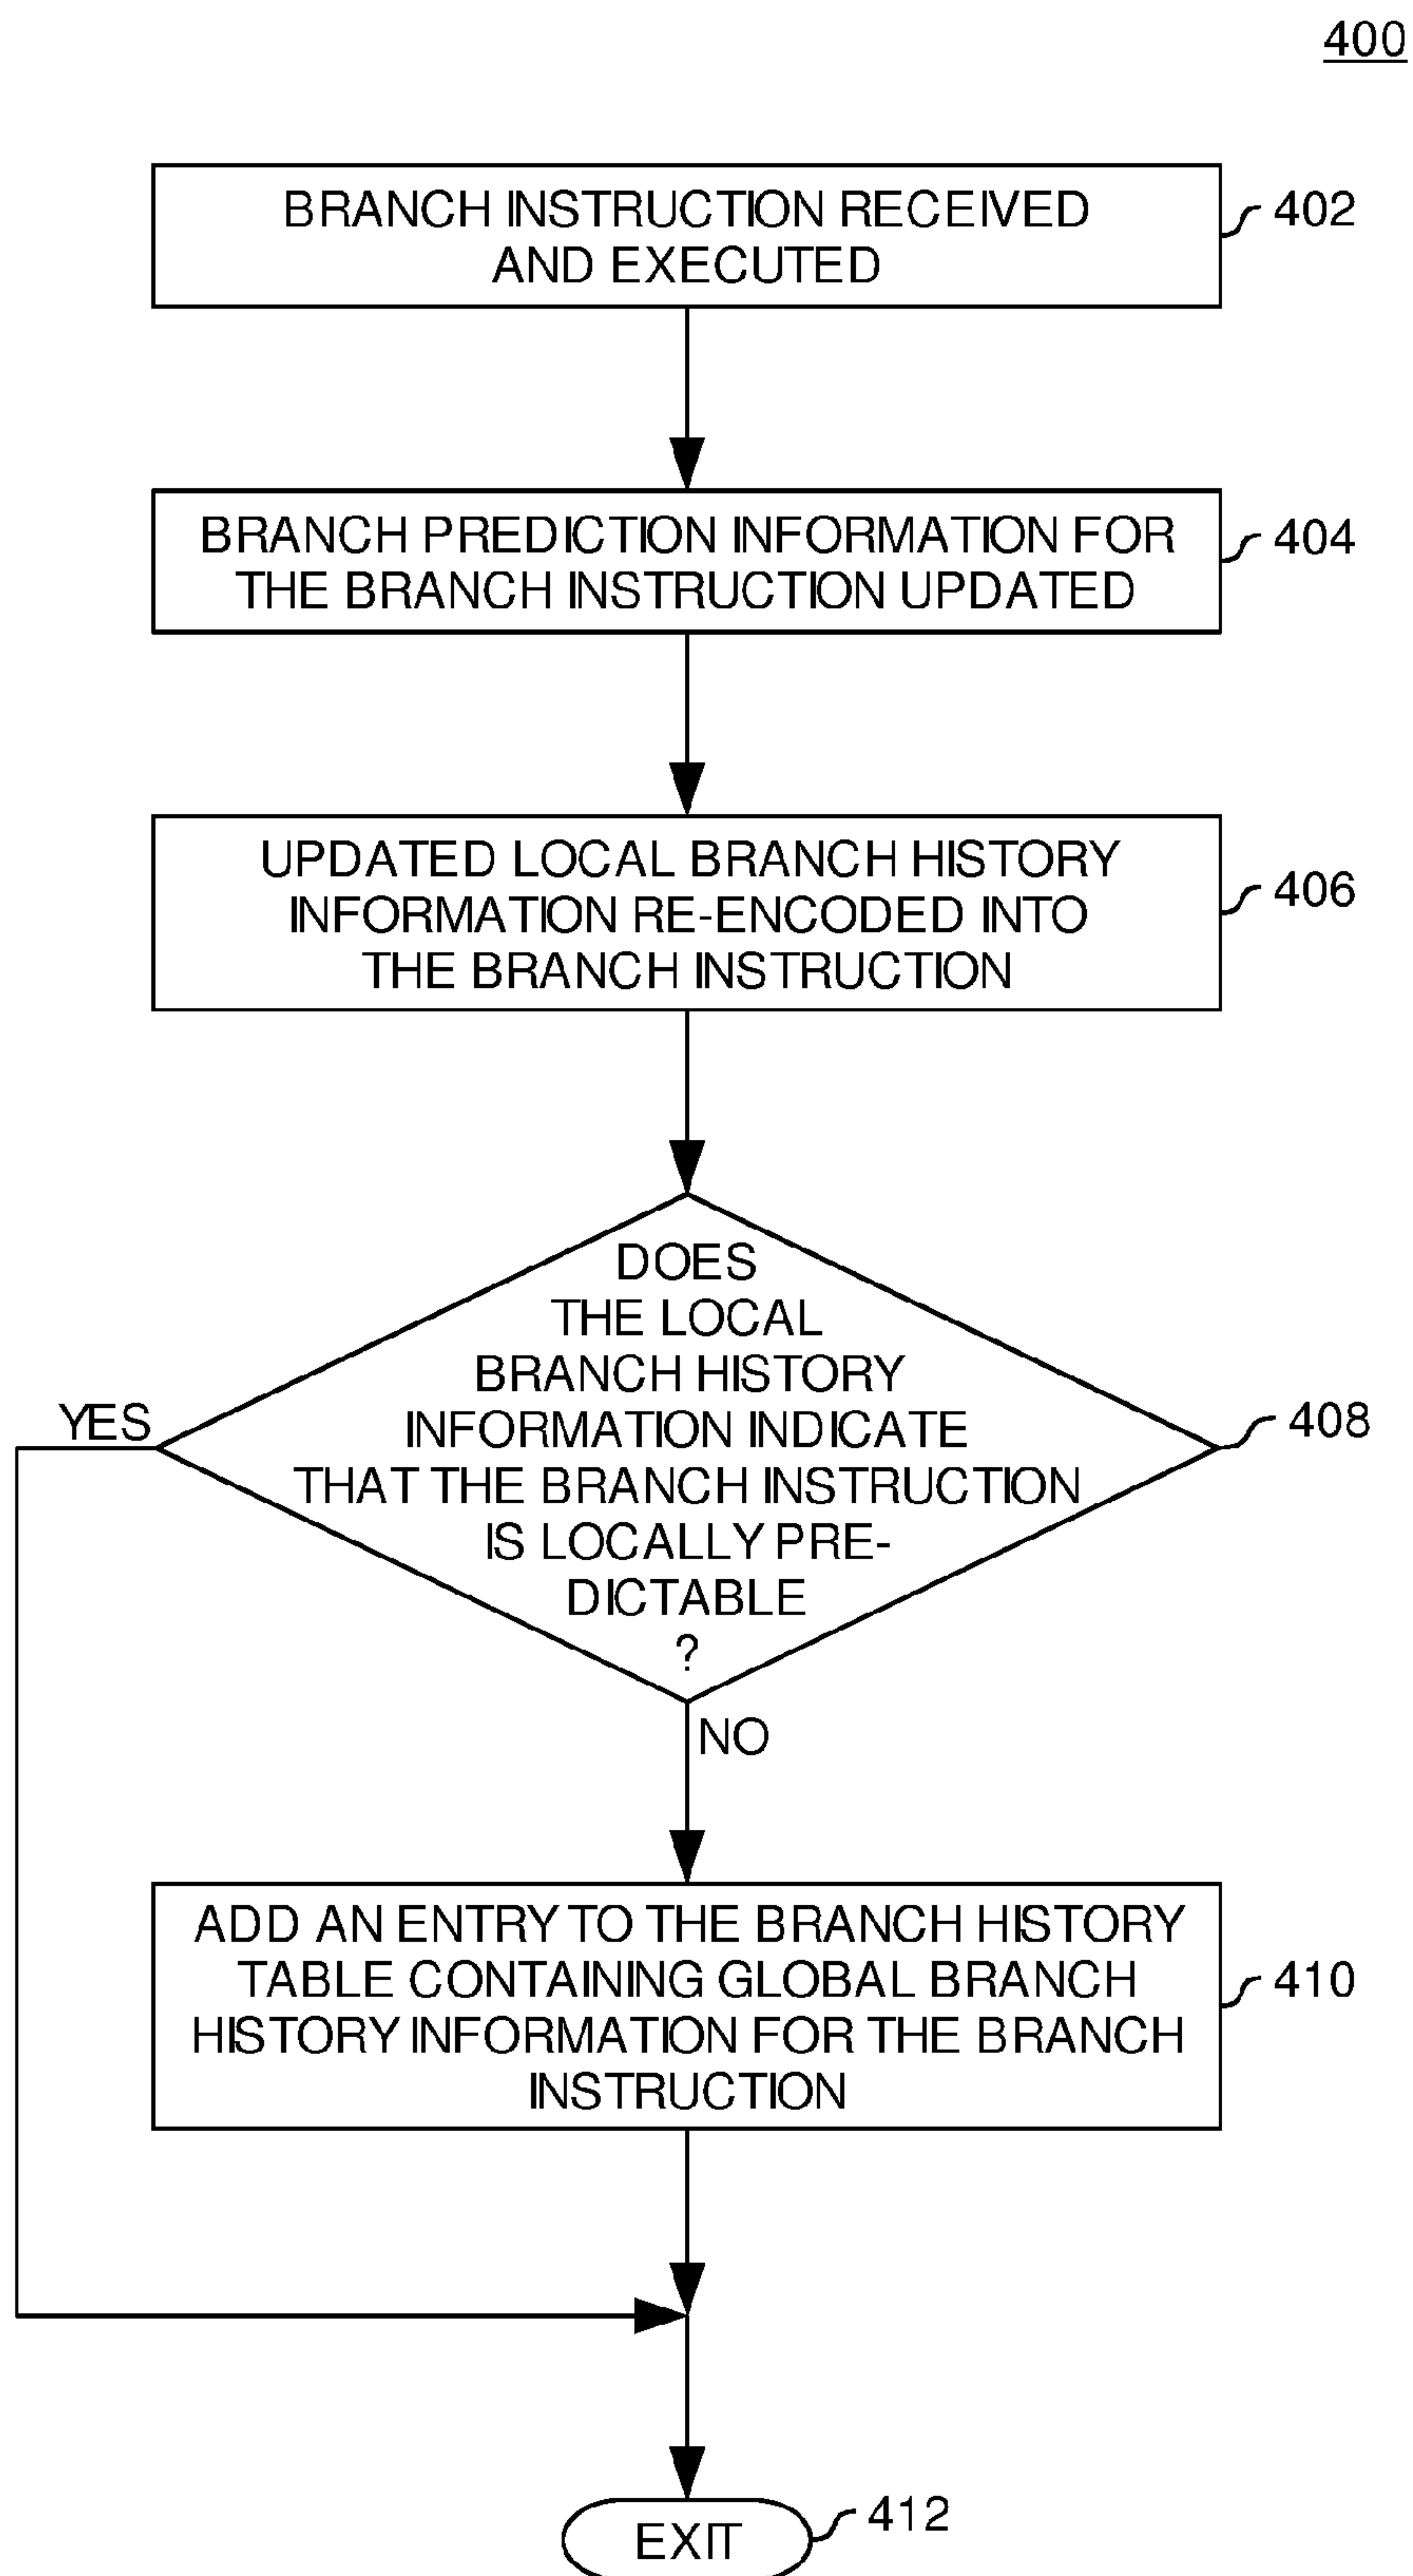 400
BRANCH INSTRUCTION RECEIVED
AND EXECUTED
402
BRANCH PREDICTION INFORMATION FOR
THE BRANCH INSTRUCTION UPDATED
404
UPDATED LOCAL BRANCH HISTORY
INFORMATION RE-ENCODED INTO
THE BRANCH INSTRUCTION
406
DOES
THE LOCAL
BRANCH HISTORY
INFORMATION INDICATE
THAT THE BRANCH INSTRUCTION
IS LOCALLY PRE-
DICTABLE
?
YES
408
NO
ADD AN ENTRY TO THE BRANCH HISTORY
TABLE CONTAINING GLOBAL BRANCH
HISTORY INFORMATION FOR THE BRANCH
INSTRUCTION
410
EXIT
412